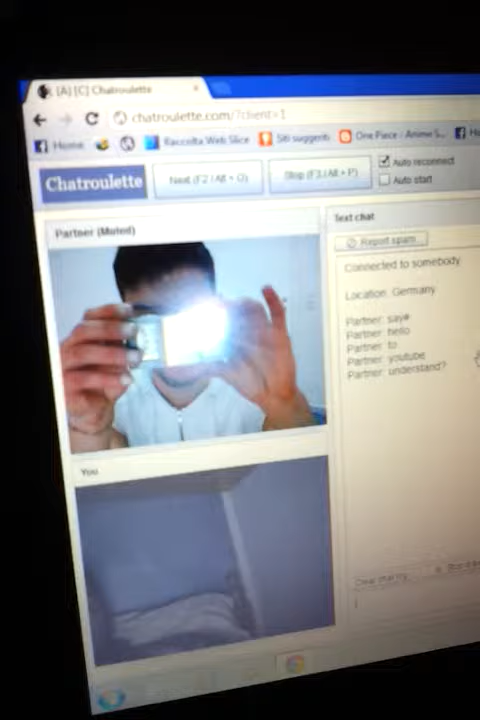 [A] [C] Chatroulette
chatroulette.com/?client=1
Home
Raccolta Web Slice
Siti suggeriti
One Piece / Anime S...
Chatroulette
Next (F2 / Alt + O)
Stop (F3 / Alt + P)
Auto reconnect
Auto start
Partner (Muted)
Text chat
Report spam
Connected to somebody
Location: Germany
Partner: say#
Partner: hello
Partner: to
Partner: youtube
Partner: understand?
You